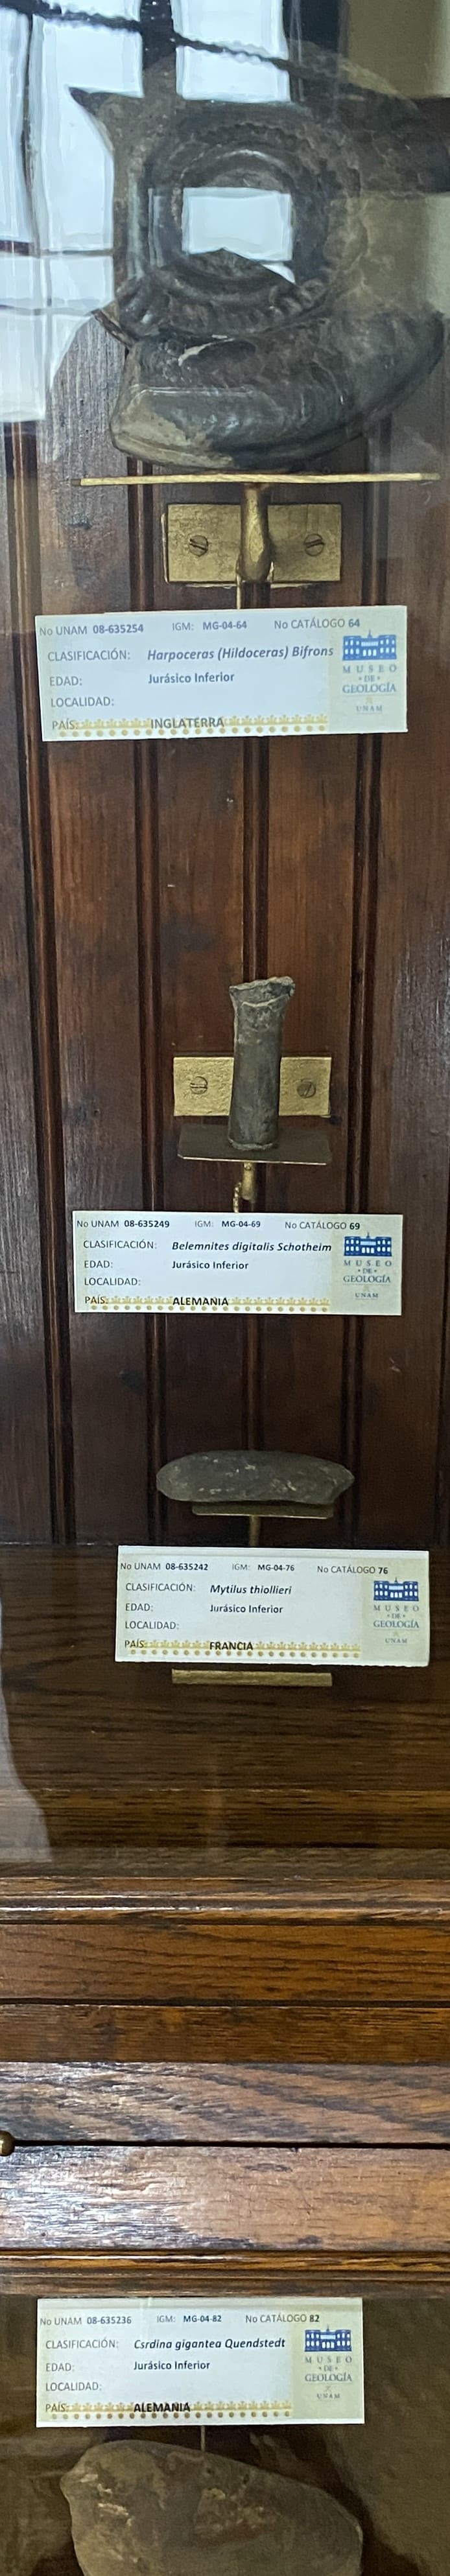 No UNAM 08-635254 IGM: MG-04-64 No CATÁLOGO 64
CLASIFICACIÓN: Harpoceras (Hildoceras) Bifrons
EDAD: Jurásico Inferior
LOCALIDAD:
PAÍS: INGLATERRA
MUSEO
DE
GEOLOGÍA
UNAM
No UNAM 08-635249 IGM: MG-04-69 No CATÁLOGO 69
CLASIFICACIÓN: Belemnites digitalis Schotheim
EDAD: Jurásico Inferior
LOCALIDAD:
PAÍS: ALEMANIA
MUSEO
DE
GEOLOGÍA
UNAM
No UNAM 08-635242 IGM: MG-04-76 No CATÁLOGO 76
CLASIFICACIÓN: Mytilus thiollieri
EDAD: Jurásico Inferior
LOCALIDAD:
PAÍS: FRANCIA
MUSEO
DE
GEOLOGÍA
UNAM
No UNAM 08-635236 IGM: MG-04-82 No CATÁLOGO 82
CLASIFICACIÓN: Csrdina gigantea Quendstedt
EDAD: Jurásico Inferior
LOCALIDAD:
PAÍS: ALEMANIA
MUSEO
DE
GEOLOGÍA
UNAM